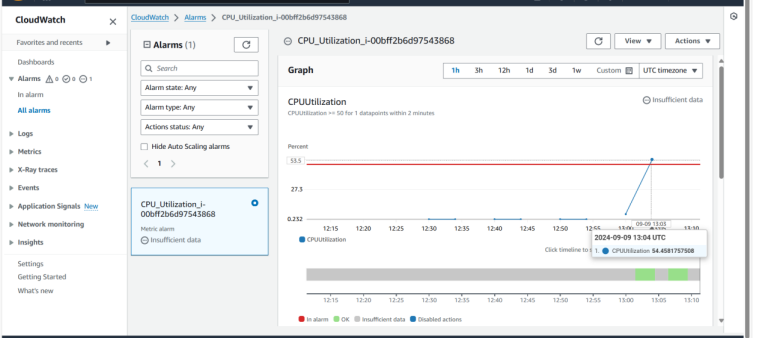 CloudWatch
Favorites and recents
Dashboards
Alarms 0 0 1
In alarm
All alarms
Logs
Metrics
X-Ray traces
Events
Application Signals New
Network monitoring
Insights
Settings
Getting Started
What's new
CloudWatch > Alarms > CPU_Utilization_i-00bff2b6d97543868
Alarms (1)
Search
Alarm state: Any
Alarm type: Any
Actions status: Any
Hide Auto Scaling alarms
< 1 >
CPU_Utilization_i-
00bff2b6d97543868
Metric alarm
Insufficient data
CPU_Utilization_i-00bff2b6d97543868
View
Actions
Graph
1h 3h 12h 1d 3d 1w Custom UTC timezone
CPUUtilization
Insufficient data
CPUUtilization >= 50 for 1 datapoints within 2 minutes
Percent
53.5
27.3
0.232
12:15 12:20 12:25 12:30 12:35 12:40 12:45 12:50 12:55 13:00 13:10
09-09 13:03
CPUUtilization
2024-09-09 13:04 UTC
1. CPUUtilization 54.4581757508
Click timeline to
12:15 12:20 12:25 12:30 12:35 12:40 12:45 12:50 12:55 13:00 13:05 13:10
In alarm OK Insufficient data Disabled actions